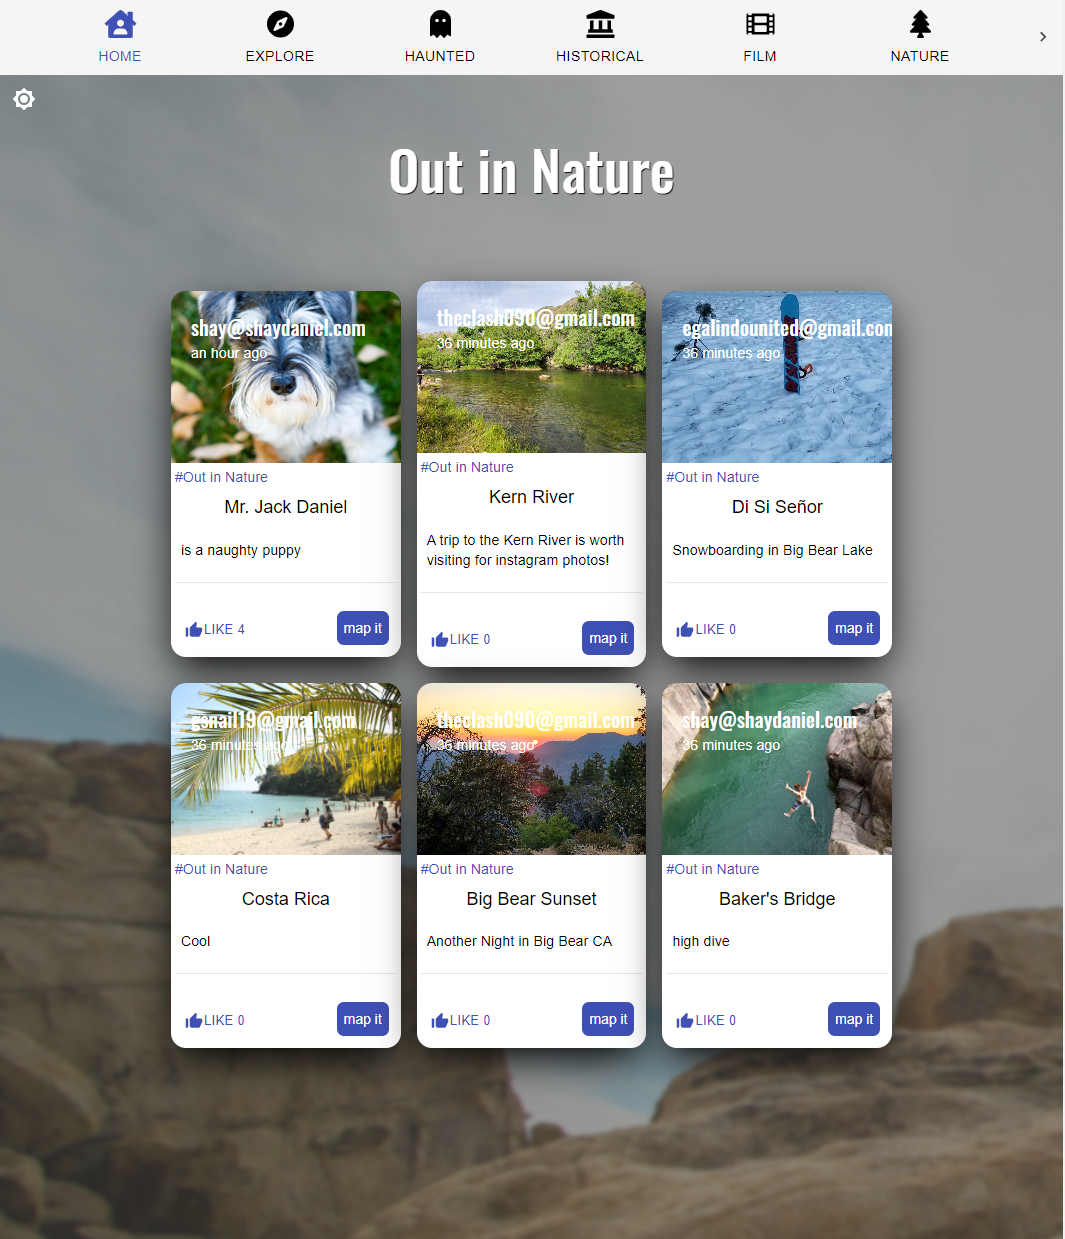 HOME EXPLORE HAUNTED HISTORICAL FILM NATURE
Out in Nature
shay@shaydaniel.com
an hour ago
#Out in Nature
Mr. Jack Daniel
is a naughty puppy
LIKE 4
map it
theclash090@gmail.com
36 minutes ago
#Out in Nature
Kern River
A trip to the Kern River is worth
visiting for instagram photos!
LIKE 0
map it
egalindounited@gmail.com
36 minutes ago
#Out in Nature
Di Si Señor
Snowboarding in Big Bear Lake
LIKE 0
map it
gsnail19@gmail.com
36 minutes ago
#Out in Nature
Costa Rica
Cool
LIKE 0
map it
theclash090@gmail.com
36 minutes ago
#Out in Nature
Big Bear Sunset
Another Night in Big Bear CA
LIKE 0
map it
shay@shaydaniel.com
36 minutes ago
#Out in Nature
Baker's Bridge
high dive
LIKE 0
map it